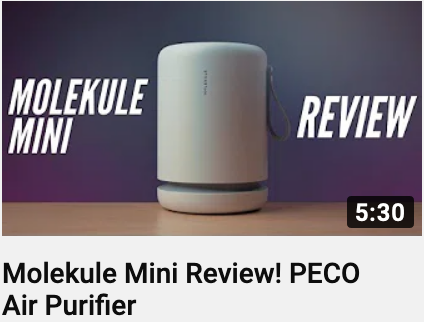 MOLEKULE
MINI
REVIEW
5:30
Molekule Mini Review! PECO
Air Purifier